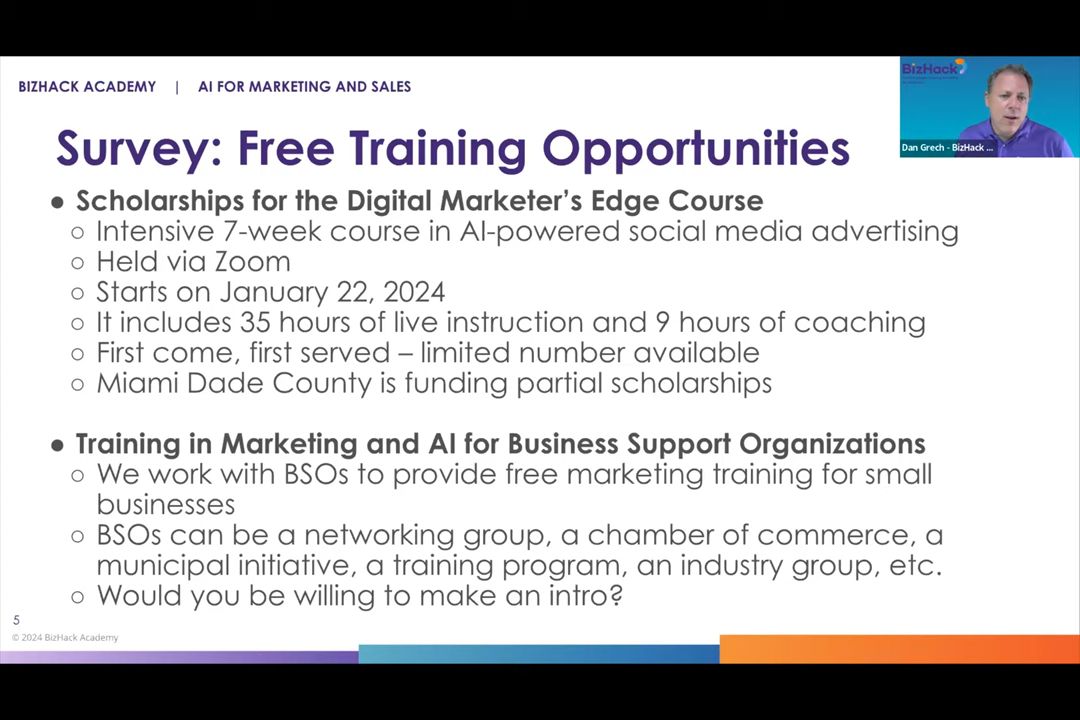 BIZHACK ACADEMY | AI FOR MARKETING AND SALES
BizHack
Dan Grech - BizHack ...
Survey: Free Training Opportunities
● Scholarships for the Digital Marketer’s Edge Course
○ Intensive 7-week course in AI-powered social media advertising
○ Held via Zoom
○ Starts on January 22, 2024
○ It includes 35 hours of live instruction and 9 hours of coaching
○ First come, first served – limited number available
○ Miami Dade County is funding partial scholarships
● Training in Marketing and AI for Business Support Organizations
○ We work with BSOs to provide free marketing training for small
businesses
○ BSOs can be a networking group, a chamber of commerce, a
municipal initiative, a training program, an industry group, etc.
○ Would you be willing to make an intro?
5
© 2024 BizHack Academy